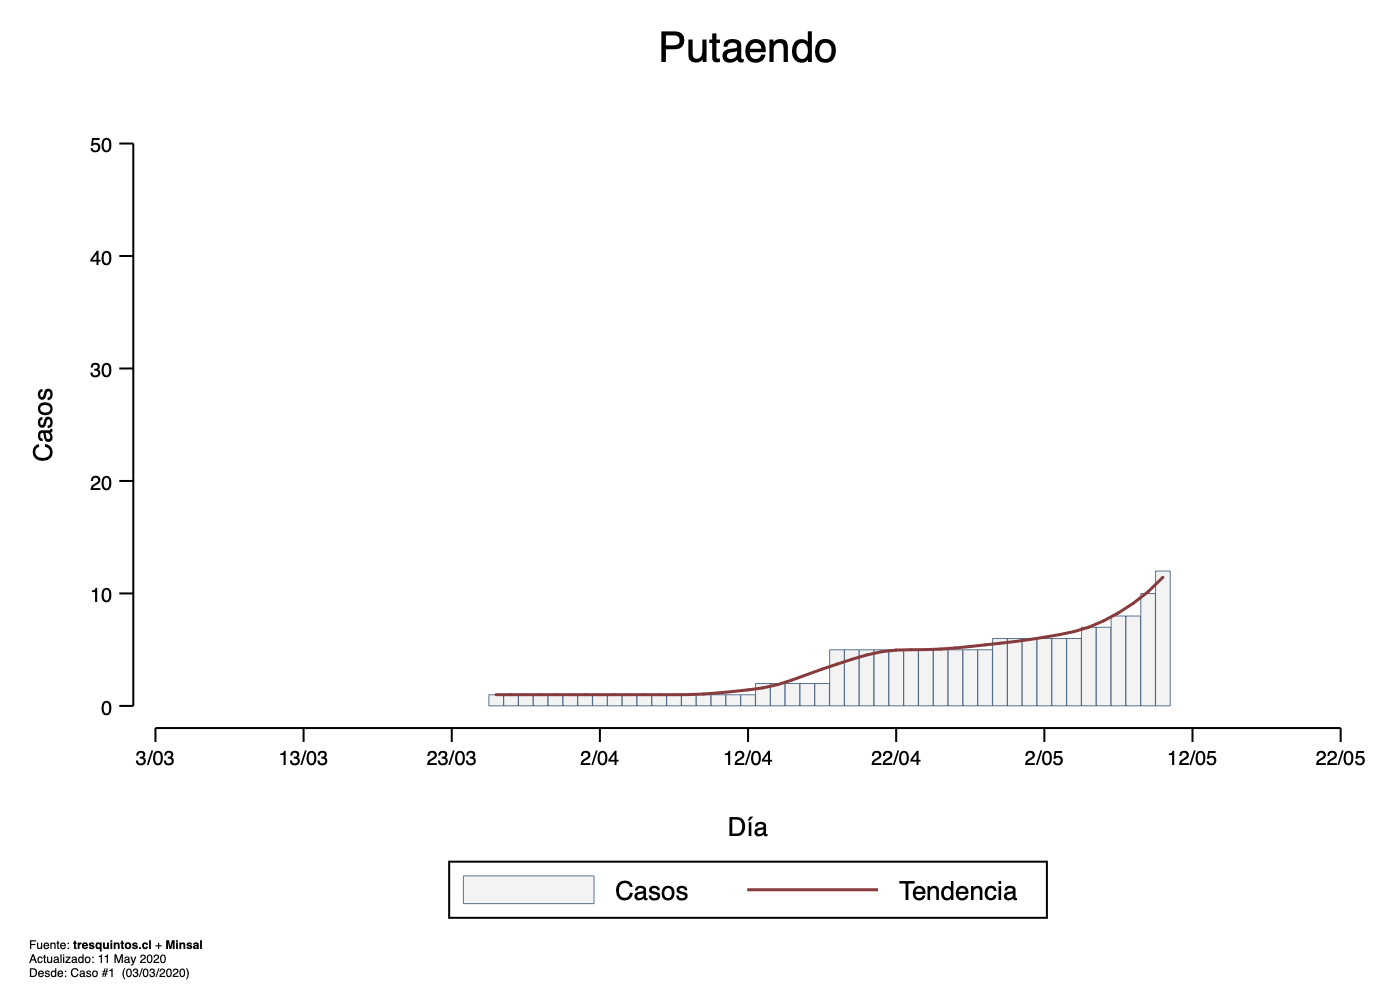 Putaendo
50
40
30
20
10
0
Casos
3/03 13/03 23/03 2/04 12/04 22/04 2/05 12/05 22/05
Día
Casos Tendencia
Fuente: tresquintos.cl + Minsal
Actualizado: 11 May 2020
Desde: Caso #1 (03/03/2020)